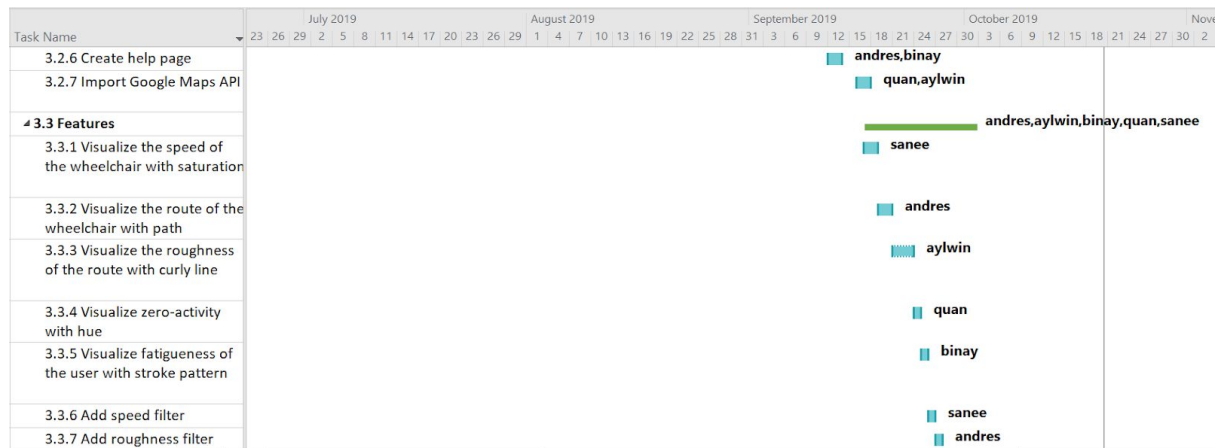 July 2019 August 2019 September 2019 October 2019 Nove
Task Name 23 26 29 2 5 8 11 14 17 20 23 26 29 1 4 7 10 13 16 19 22 25 28 31 3 6 9 12 15 18 21 24 27 30 3 6 9 12 15 18 21 24 27 30 2
3.2.6 Create help page andres,binay
3.2.7 Import Google Maps API quan,aylwin
3.3 Features andres,aylwin,binay,quan,sanee
3.3.1 Visualize the speed of sanee
the wheelchair with saturation
3.3.2 Visualize the route of the andres
wheelchair with path
3.3.3 Visualize the roughness aylwin
of the route with curly line
3.3.4 Visualize zero-activity quan
with hue
3.3.5 Visualize fatigueness of binay
the user with stroke pattern
3.3.6 Add speed filter sanee
3.3.7 Add roughness filter andres